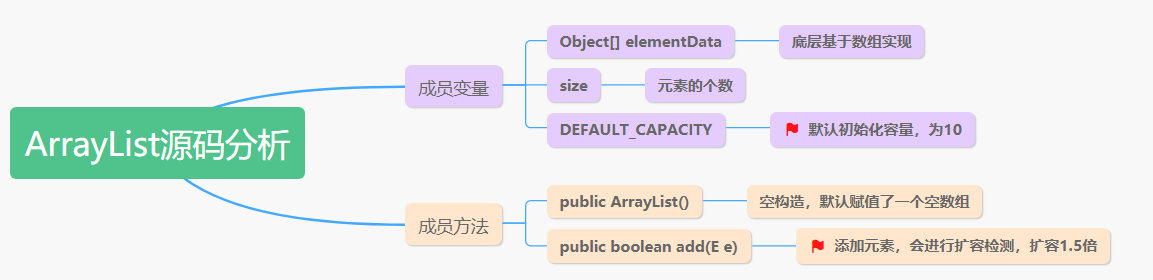 ArrayList源码分析
成员变量
Object[] elementData
底层基于数组实现
size
元素的个数
DEFAULT_CAPACITY
默认初始化容量，为10
成员方法
public ArrayList()
空构造，默认赋值了一个空数组
public boolean add(E e)
添加元素，会进行扩容检测，扩容1.5倍